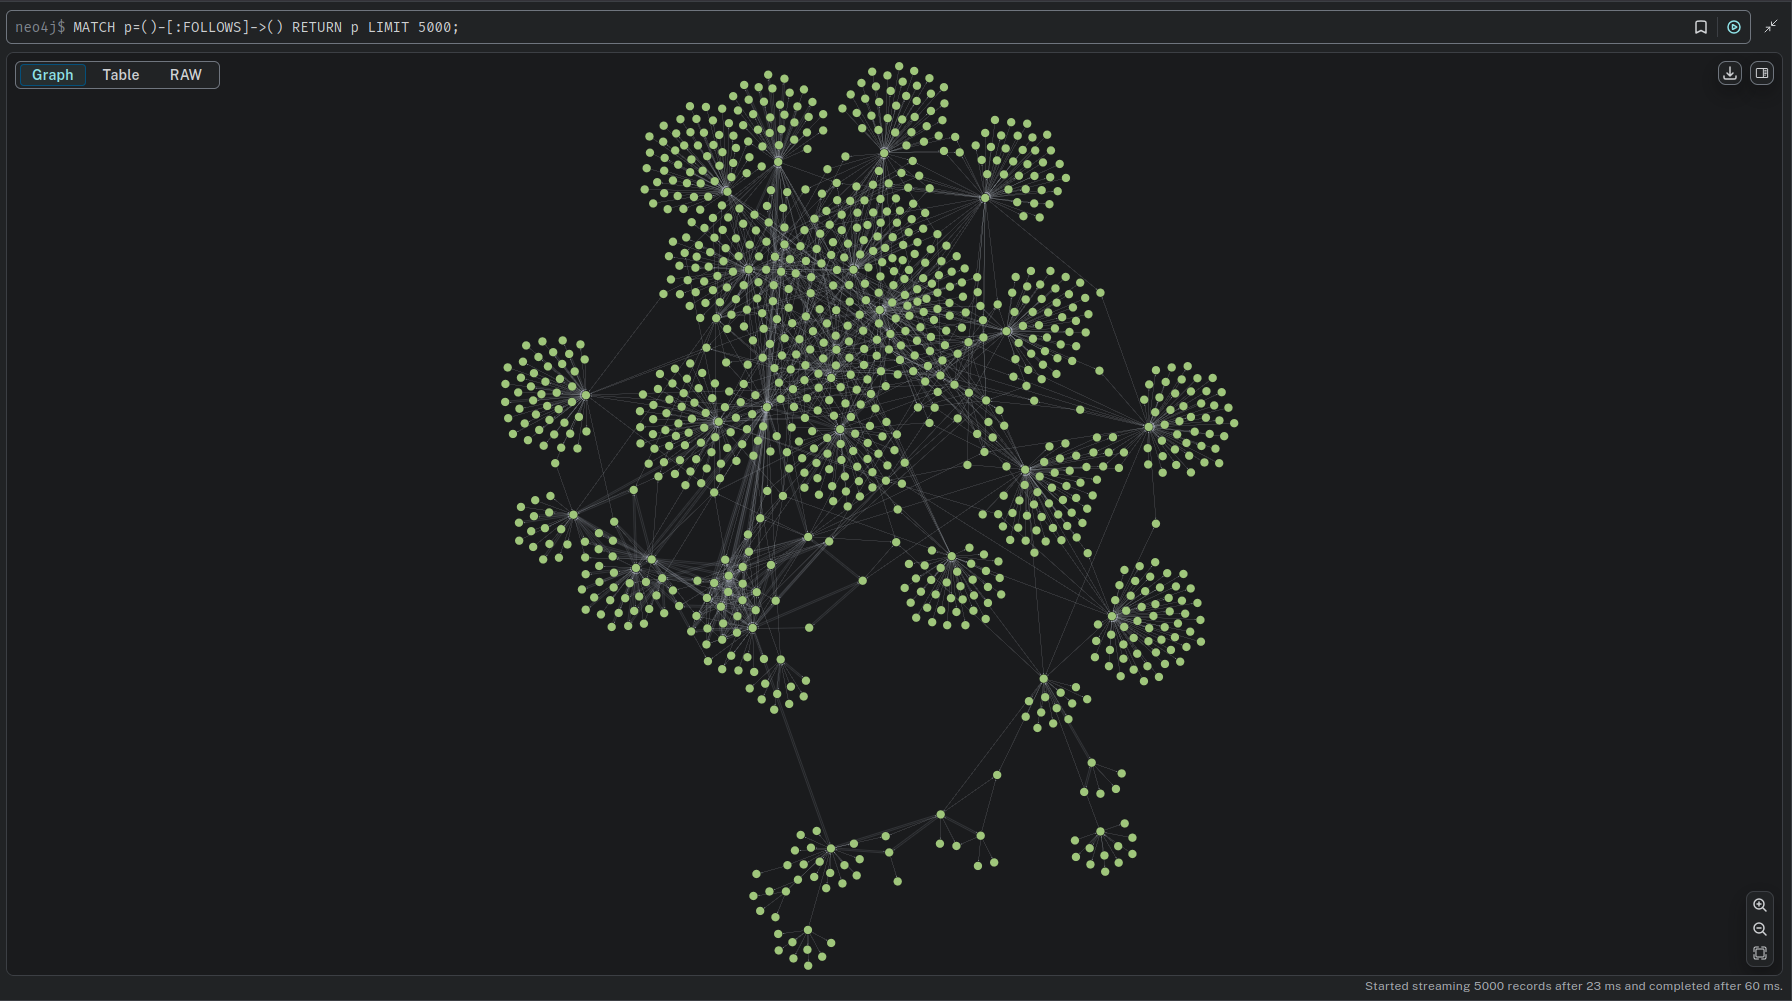 neo4j$ MATCH p=()-[:FOLLOWS]->() RETURN p LIMIT 5000;
Graph Table RAW
Started streaming 5000 records after 23 ms and completed after 60 ms.